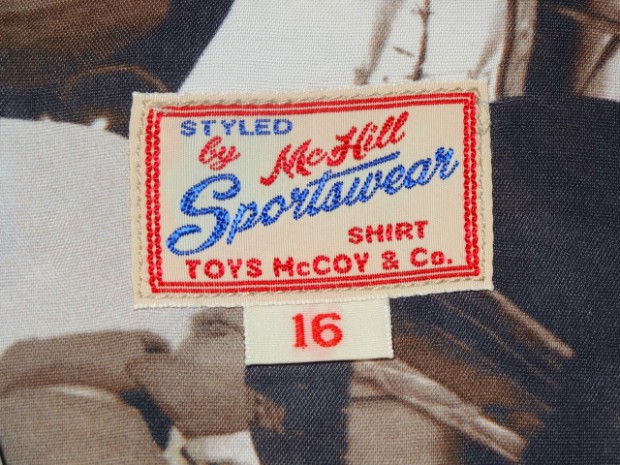 STYLED
by McHill
Sportswear
SHIRT
TOYS McCOY & Co.
16